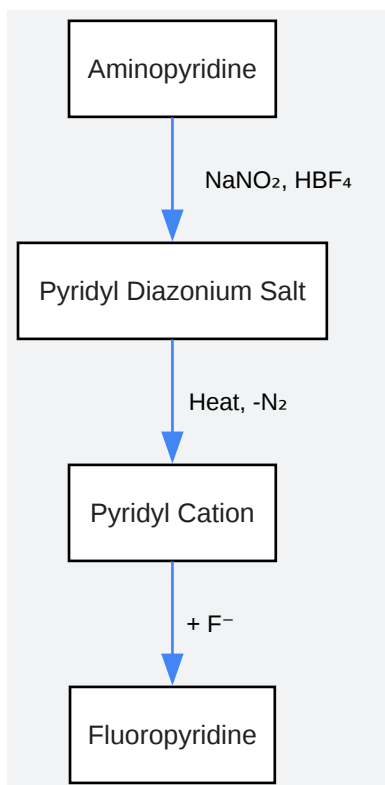 Aminopyridine
NaNO₂, HBF₄
Pyridyl Diazonium Salt
Heat, -N₂
Pyridyl Cation
+ F⁻
Fluoropyridine